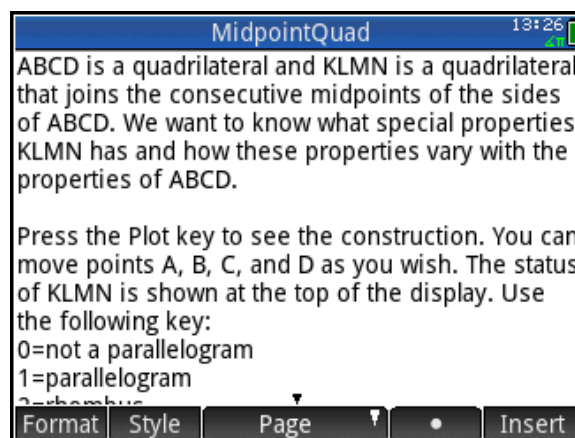 MidpointQuad
13:26
∡π
ABCD is a quadrilateral and KLMN is a quadrilateral
that joins the consecutive midpoints of the sides
of ABCD. We want to know what special properties
KLMN has and how these properties vary with the
properties of ABCD.
Press the Plot key to see the construction. You can
move points A, B, C, and D as you wish. The status
of KLMN is shown at the top of the display. Use
the following key:
0=not a parallelogram
1=parallelogram
2=rhombus
Format Style Page • Insert